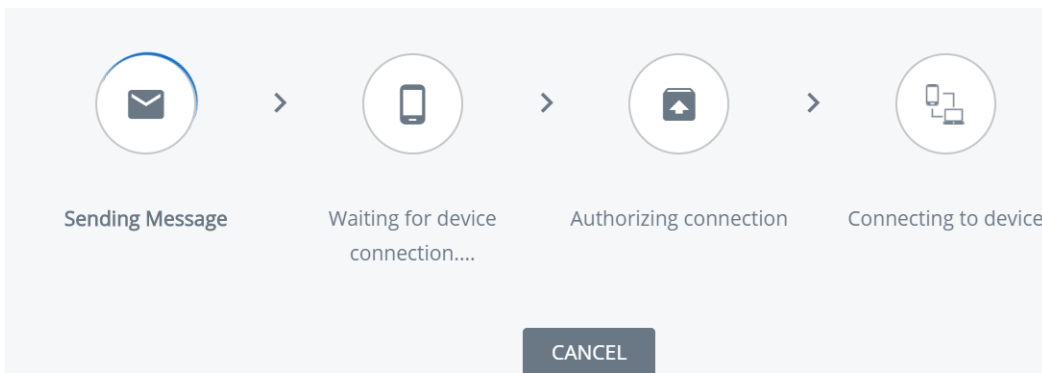 Sending Message
Waiting for device
connection....
Authorizing connection
Connecting to device
CANCEL